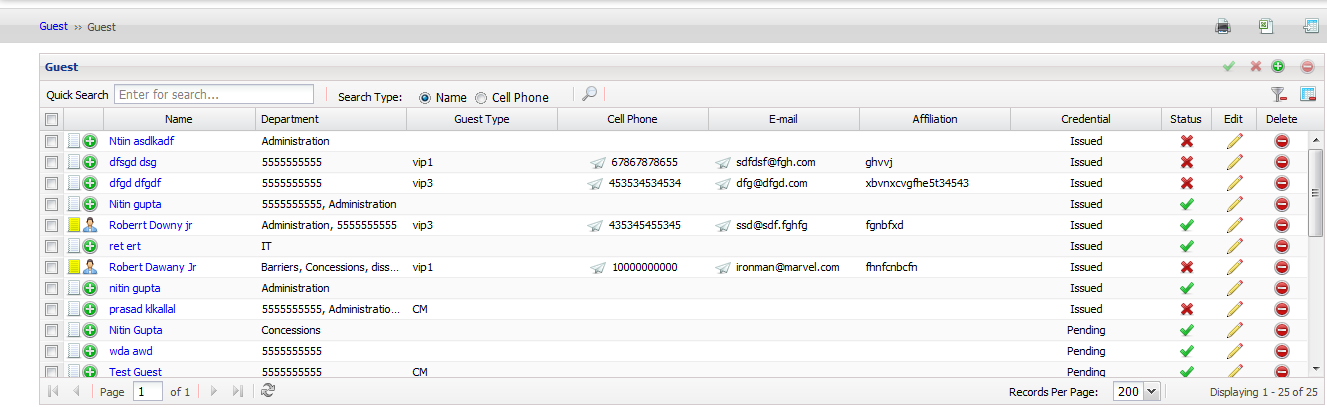 Guest ›› Guest
Guest
Quick Search Enter for search... Search Type: Name Cell Phone
Name Department Guest Type Cell Phone E-mail Affiliation Credential Status Edit Delete
Ntiin asdlkadf Administration Issued
dfsgd dsg 5555555555 vip1 67867878655 sdfdsf@fgh.com ghvvj Issued
dfgd dfgdf 5555555555 vip3 453534534534 dfg@dfgd.com xbvnxcvgfhe5t34543 Issued
Nitin gupta 5555555555, Administration Issued
Roberrt Downy jr Administration, 5555555555 vip3 435345455345 ssd@sdf.fghfg fgnbfxd Issued
ret ert IT Issued
Robert Dawany Jr Barriers, Concessions, diss... vip1 10000000000 ironman@marvel.com fhnfcnbcfn Issued
nitin gupta Administration Issued
prasad klkallal 5555555555, Administratio... CM Issued
Nitin Gupta Concessions Pending
wda awd 5555555555 Pending
Test Guest 5555555555 CM Pending
Page 1 of 1 Records Per Page: 200 Displaying 1 - 25 of 25